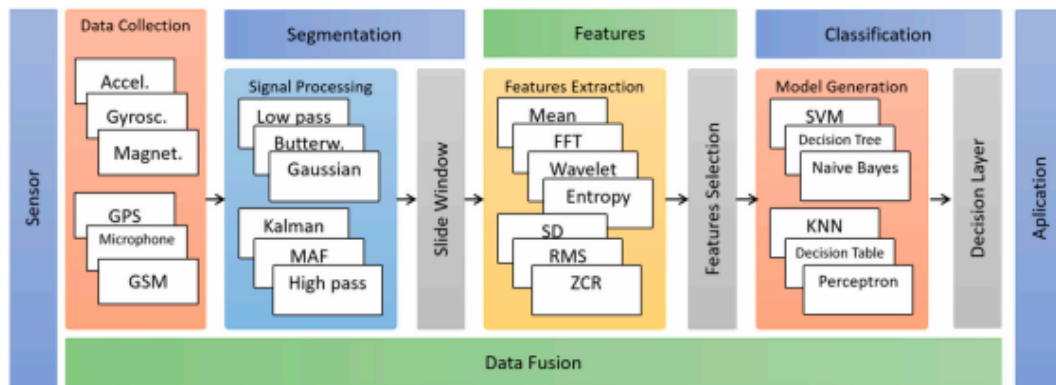 Sensor
Data Collection
Accel.
Gyrosc.
Magnet.
GPS
Microphone
GSM
Segmentation
Signal Processing
Low pass
Butterw.
Gaussian
Kalman
MAF
High pass
Slide Window
Features
Features Extraction
Mean
FFT
Wavelet
Entropy
SD
RMS
ZCR
Features Selection
Classification
Model Generation
SVM
Decision Tree
Naive Bayes
KNN
Decision Table
Perceptron
Decision Layer
Aplication
Data Fusion